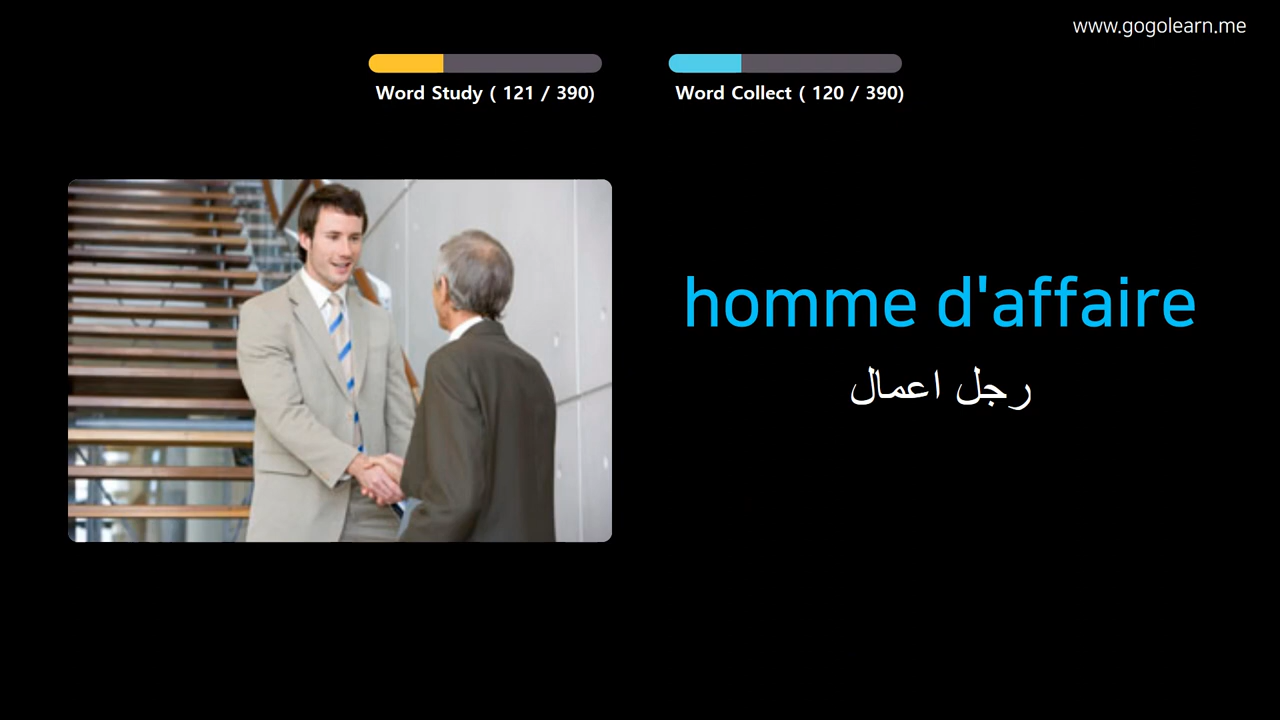 www.gogolearn.me
Word Study ( 121 / 390)
Word Collect ( 120 / 390)
homme d'affaire
رجل اعمال